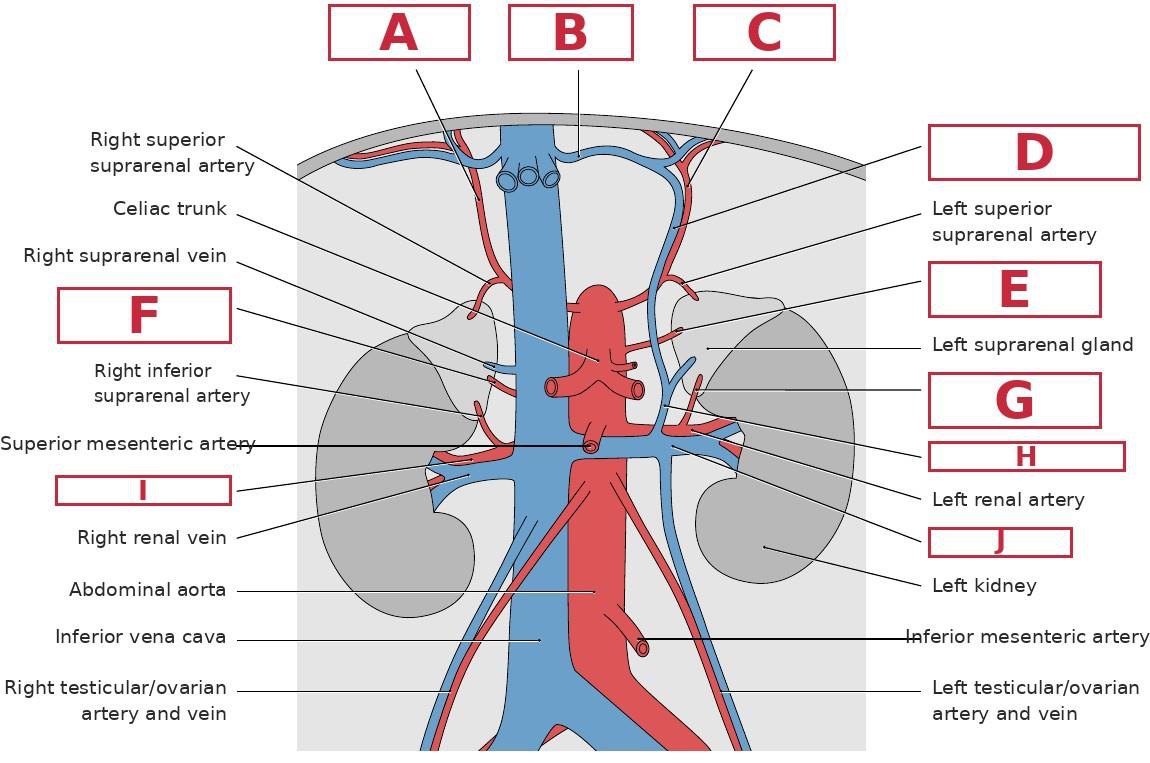 A
B
C
Right superior
suprarenal artery
Celiac trunk
Right suprarenal vein
F
Right inferior
suprarenal artery
Superior mesenteric artery
I
Right renal vein
Abdominal aorta
Inferior vena cava
Right testicular/ovarian
artery and vein
D
Left superior
suprarenal artery
E
Left suprarenal gland
G
H
Left renal artery
J
Left kidney
Inferior mesenteric artery
Left testicular/ovarian
artery and vein